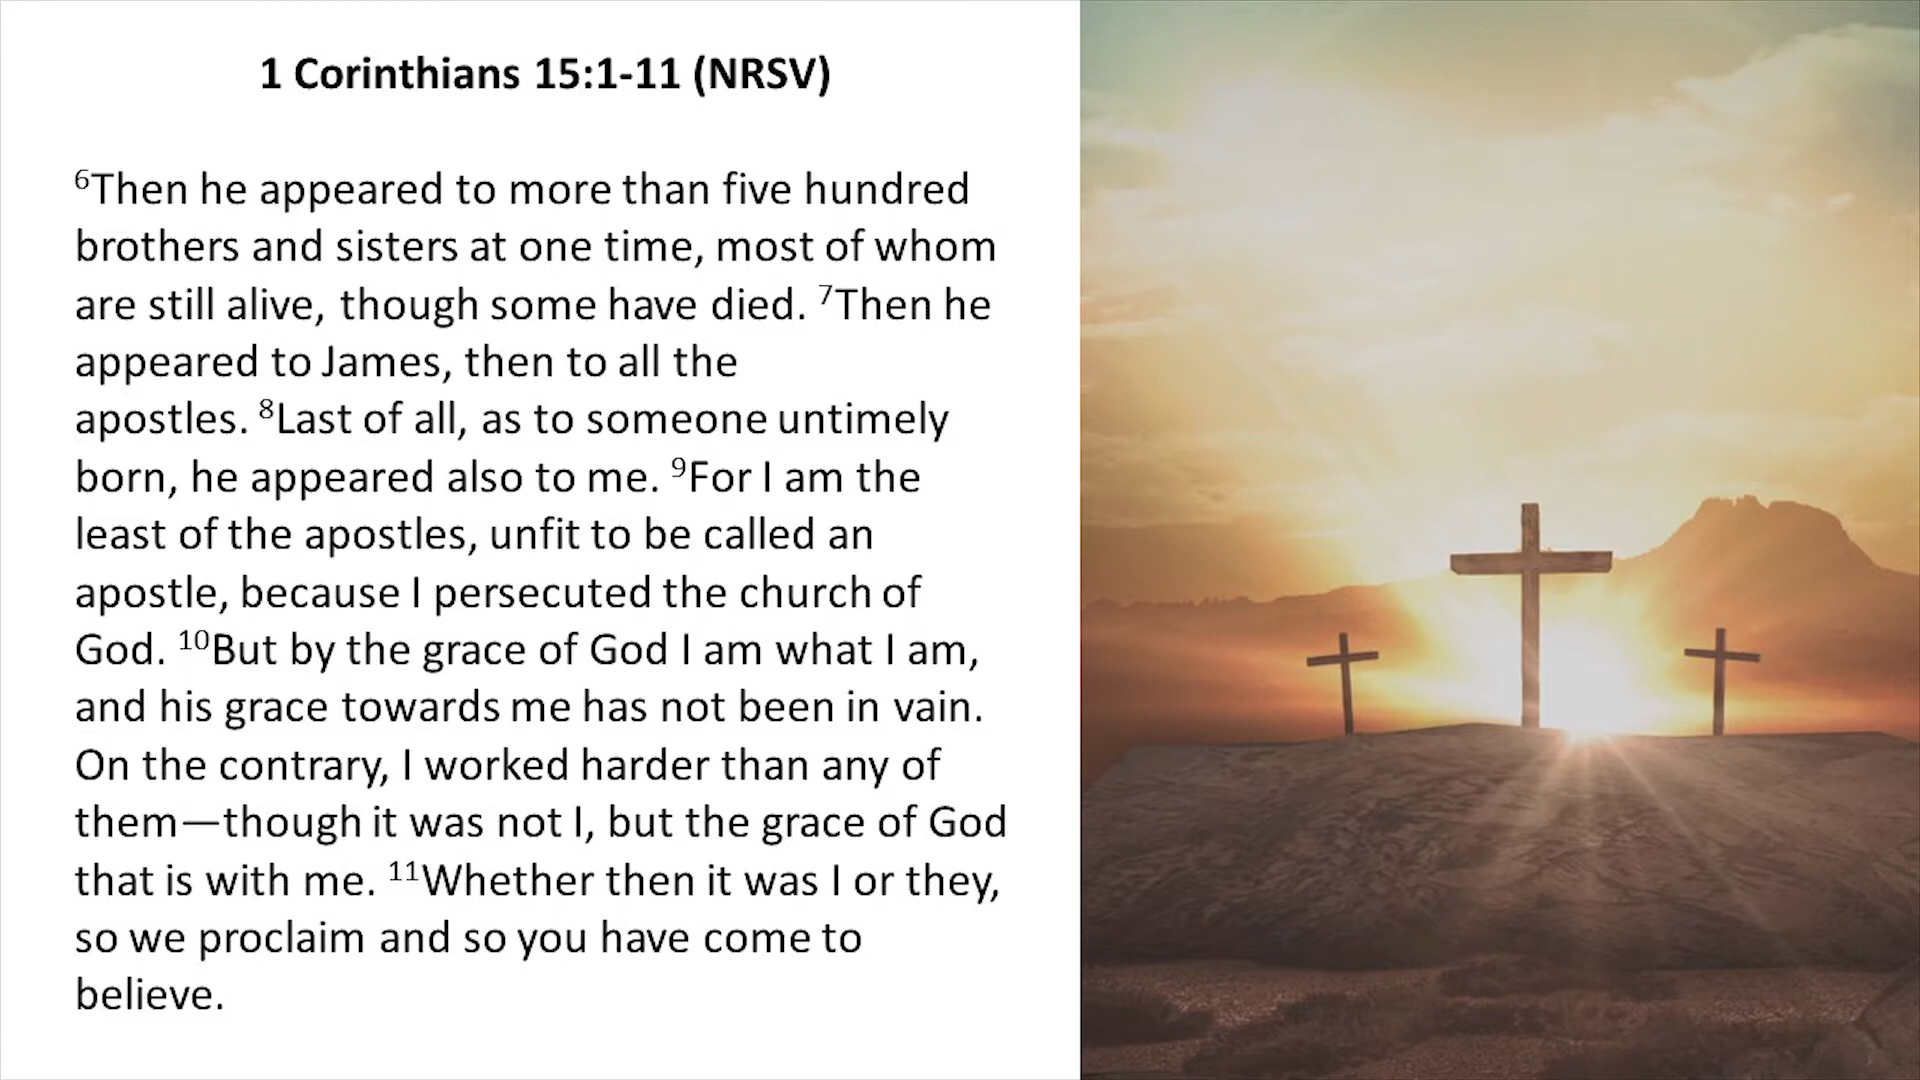 1 Corinthians 15:1-11 (NRSV)
⁶Then he appeared to more than five hundred
brothers and sisters at one time, most of whom
are still alive, though some have died. ⁷Then he
appeared to James, then to all the
apostles. ⁸Last of all, as to someone untimely
born, he appeared also to me. ⁹For I am the
least of the apostles, unfit to be called an
apostle, because I persecuted the church of
God. ¹⁰But by the grace of God I am what I am,
and his grace towards me has not been in vain.
On the contrary, I worked harder than any of
them—though it was not I, but the grace of God
that is with me. ¹¹Whether then it was I or they,
so we proclaim and so you have come to
believe.